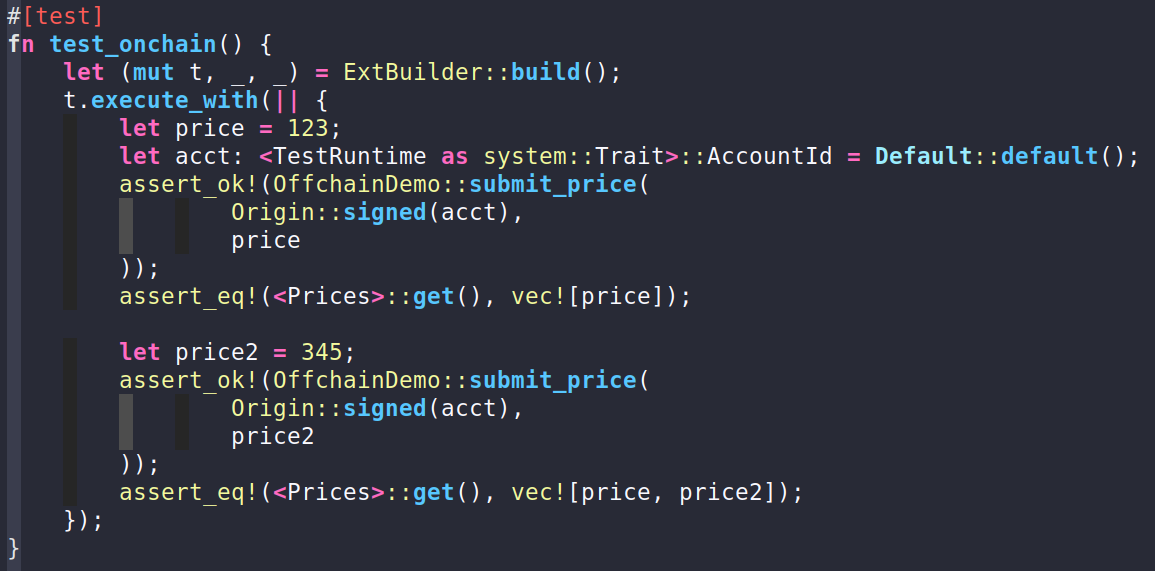 #[test]
fn test_onchain() {
    let (mut t, _, _) = ExtBuilder::build();
    t.execute_with(|| {
        let price = 123;
        let acct: <TestRuntime as system::Trait>::AccountId = Default::default();
        assert_ok!(OffchainDemo::submit_price(
                Origin::signed(acct),
                price
        ));
        assert_eq!(<Prices>::get(), vec![price]);

        let price2 = 345;
        assert_ok!(OffchainDemo::submit_price(
                Origin::signed(acct),
                price2
        ));
        assert_eq!(<Prices>::get(), vec![price, price2]);
    });
}